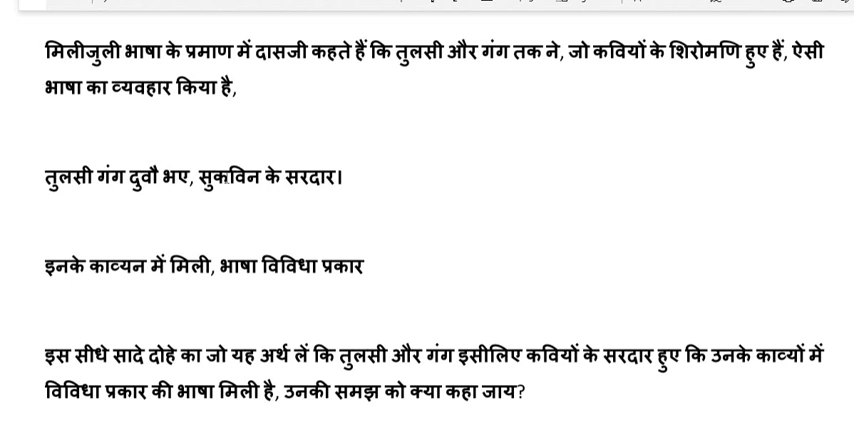 मिलीजुली भाषा के प्रमाण में दासजी कहते हैं कि तुलसी और गंग तक ने, जो कवियों के शिरोमणि हुए हैं, ऐसी
भाषा का व्यवहार किया है,
तुलसी गंग दुवौ भए, सुकविन के सरदार।
इनके काव्यन में मिली, भाषा विविधा प्रकार
इस सीधे सादे दोहे का जो यह अर्थ लें कि तुलसी और गंग इसीलिए कवियों के सरदार हुए कि उनके काव्यों में
विविधा प्रकार की भाषा मिली है, उनकी समझ को क्या कहा जाय?